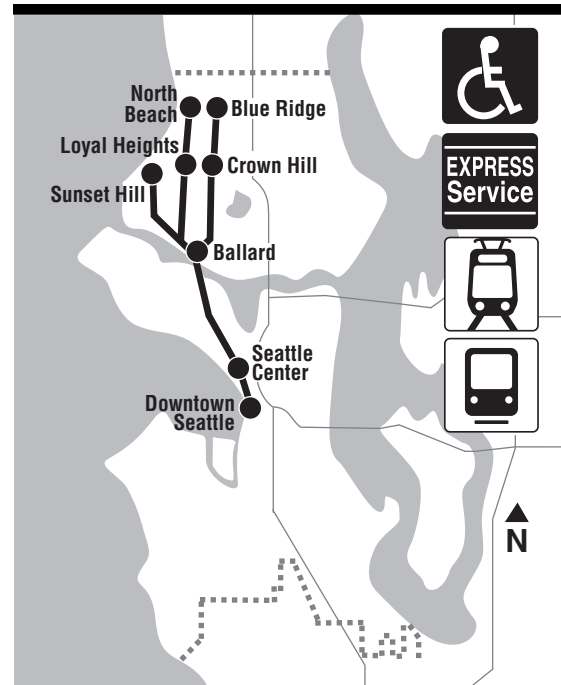 North
Beach
Blue Ridge
Loyal Heights
Crown Hill
Sunset Hill
Ballard
Seattle
Center
Downtown
Seattle
EXPRESS
Service
N